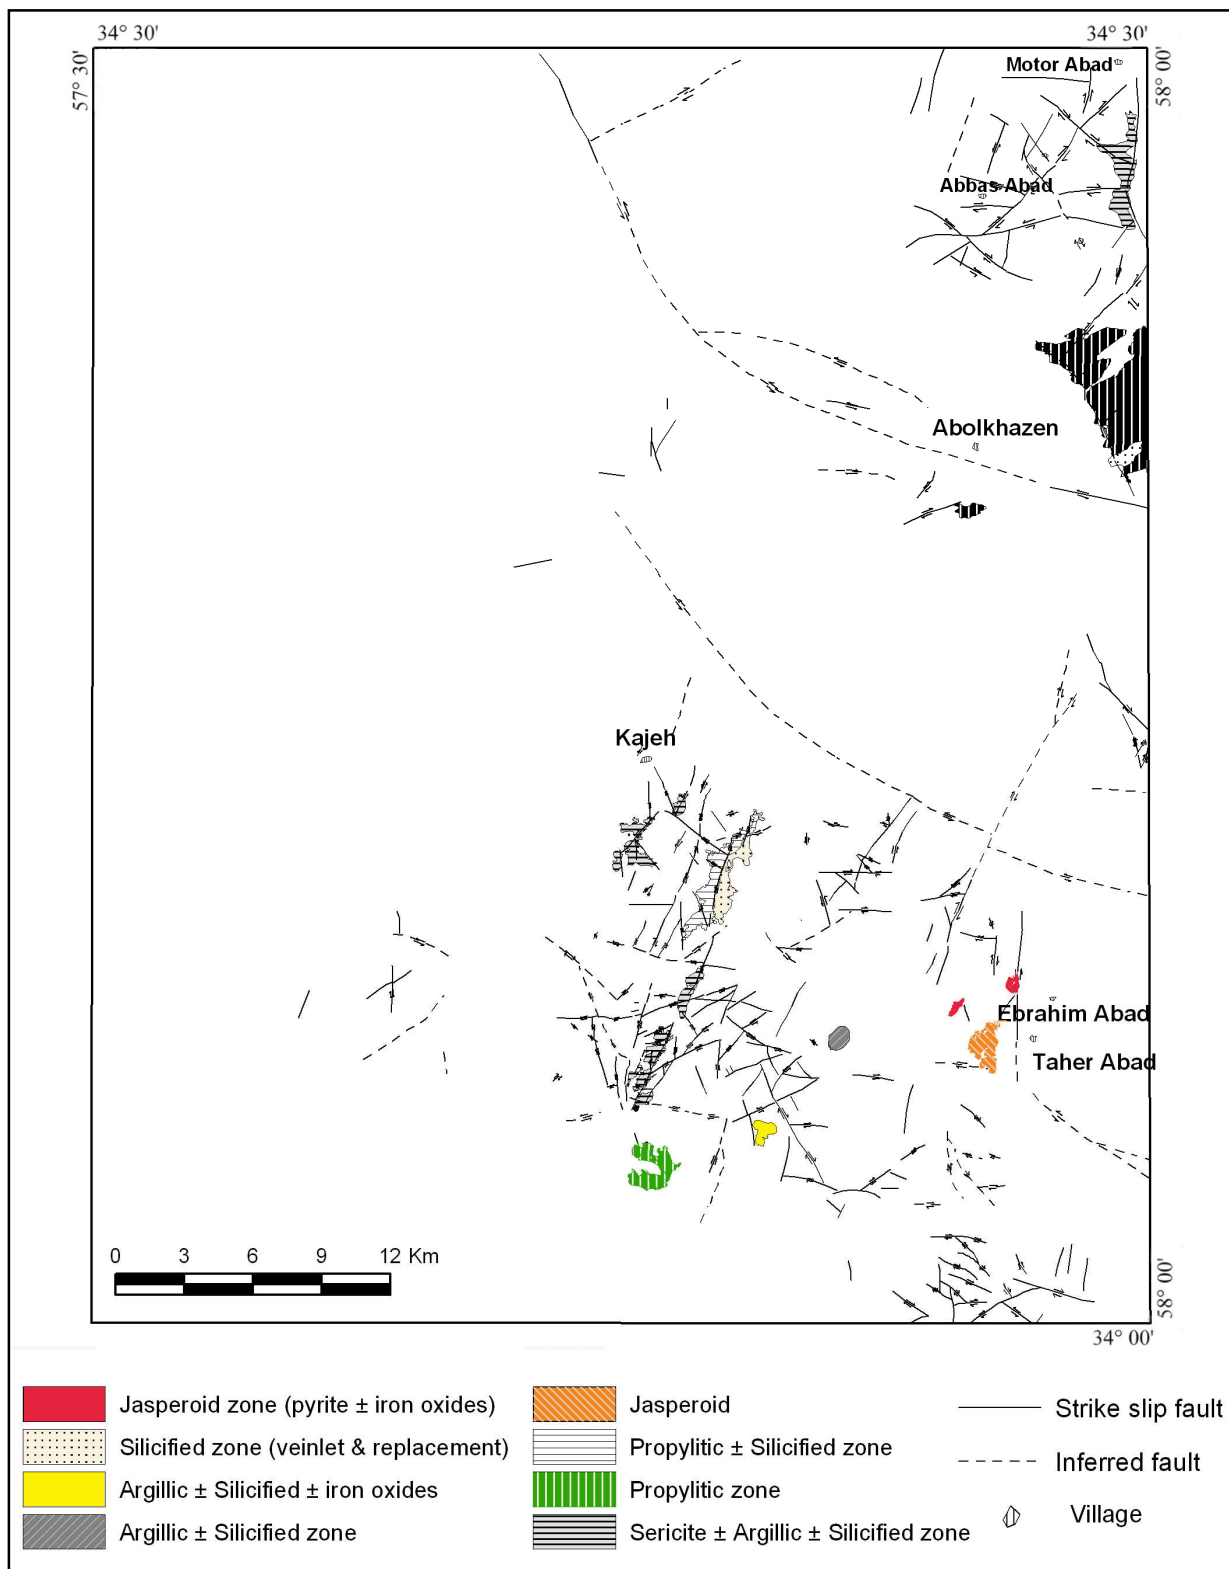 34° 30'
34° 30'
57° 30'
58° 00'
Motor Abad
Abbas Abad
Abolkhazen
Kajeh
Ebrahim Abad
Taher Abad
0 3 6 9 12 Km
58° 00'
34° 00'
Jasperoid zone (pyrite ± iron oxides)
Silicified zone (veinlet & replacement)
Argillic ± Silicified ± iron oxides
Argillic ± Silicified zone
Jasperoid
Propylitic ± Silicified zone
Propylitic zone
Sericite ± Argillic ± Silicified zone
Strike slip fault
Inferred fault
Village